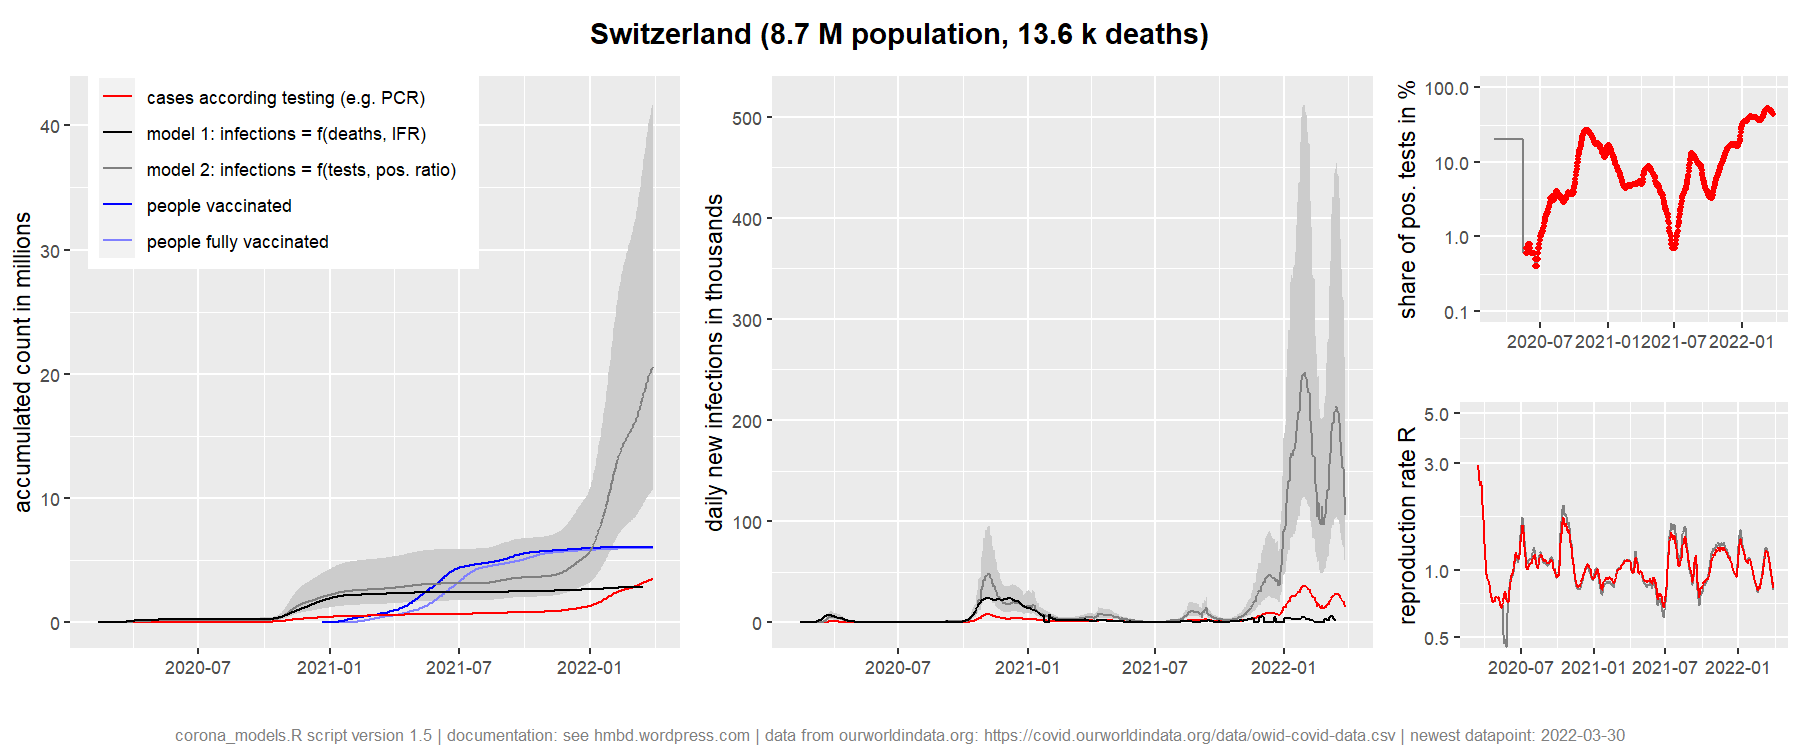 Switzerland (8.7 M population, 13.6 k deaths)
accumulated count in millions
40
30
20
10
0
cases according testing (e.g. PCR)
model 1: infections = f(deaths, IFR)
model 2: infections = f(tests, pos. ratio)
people vaccinated
people fully vaccinated
2020-07 2021-01 2021-07 2022-01
daily new infections in thousands
500
400
300
200
100
0
2020-07 2021-01 2021-07 2022-01
share of pos. tests in %
100.0
10.0
1.0
0.1
2020-07 2021-01 2021-07 2022-01
reproduction rate R
5.0
3.0
1.0
0.5
2020-07 2021-01 2021-07 2022-01
corona_models.R script version 1.5 | documentation: see hmbd.wordpress.com | data from ourworldindata.org: https://covid.ourworldindata.org/data/owid-covid-data.csv | newest datapoint: 2022-03-30